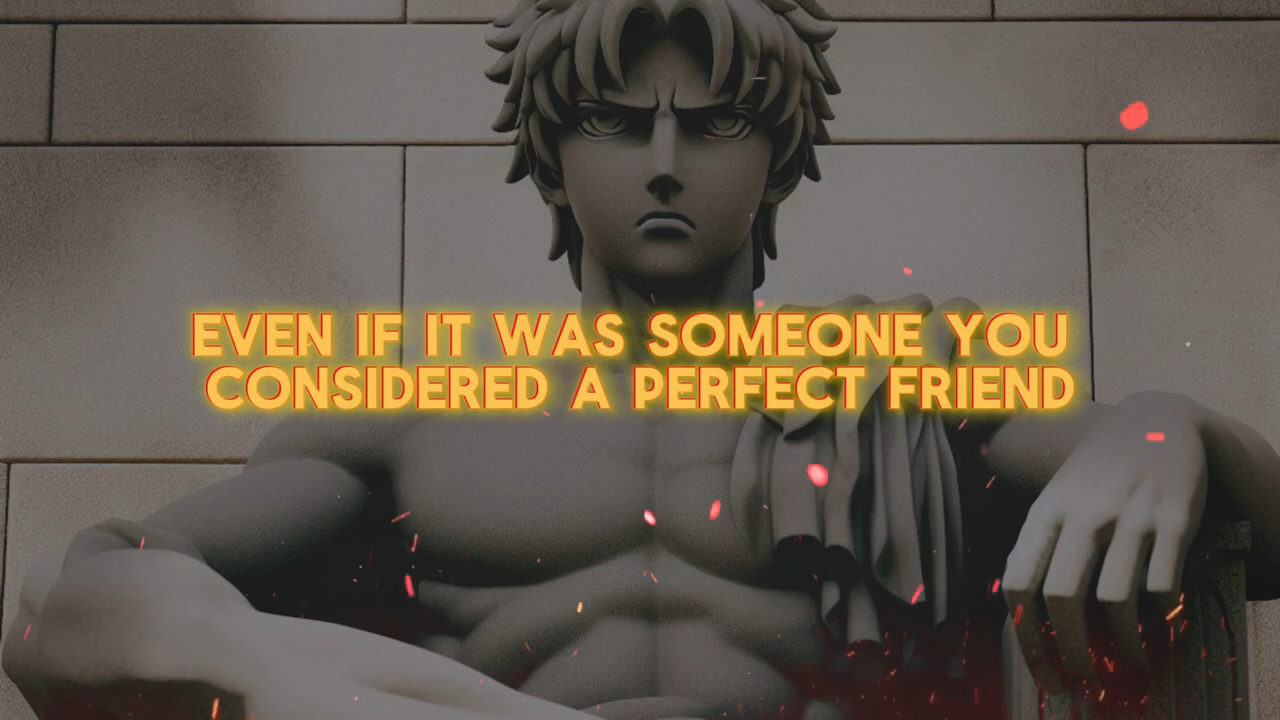 EVEN IF IT WAS SOMEONE YOU
CONSIDERED A PERFECT FRIEND